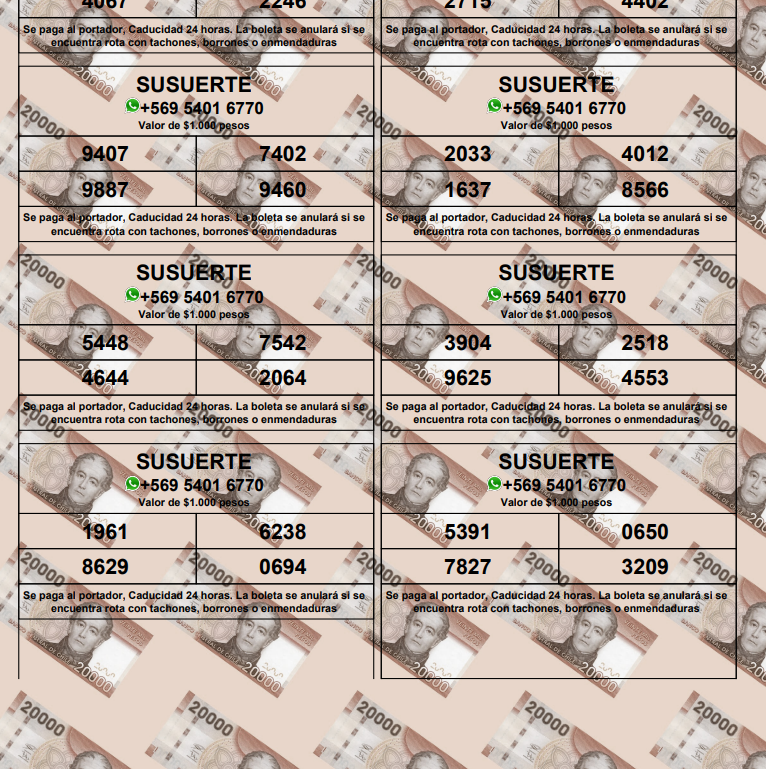 4067 2246
Se paga al portador, Caducidad 24 horas. La boleta se anulará si se
encuentra rota con tachones, borrones o enmendaduras
2715 4402
Se paga al portador, Caducidad 24 horas. La boleta se anulará si se
encuentra rota con tachones, borrones o enmendaduras
SUSUERTE
+569 5401 6770
Valor de $1.000 pesos
9407 7402
9887 9460
Se paga al portador, Caducidad 24 horas. La boleta se anulará si se
encuentra rota con tachones, borrones o enmendaduras
SUSUERTE
+569 5401 6770
Valor de $1.000 pesos
2033 4012
1637 8566
Se paga al portador, Caducidad 24 horas. La boleta se anulará si se
encuentra rota con tachones, borrones o enmendaduras
SUSUERTE
+569 5401 6770
Valor de $1.000 pesos
5448 7542
4644 2064
Se paga al portador, Caducidad 24 horas. La boleta se anulará si se
encuentra rota con tachones, borrones o enmendaduras
SUSUERTE
+569 5401 6770
Valor de $1.000 pesos
3904 2518
9625 4553
Se paga al portador, Caducidad 24 horas. La boleta se anulará si se
encuentra rota con tachones, borrones o enmendaduras
SUSUERTE
+569 5401 6770
Valor de $1.000 pesos
1961 6238
8629 0694
Se paga al portador, Caducidad 24 horas. La boleta se anulará si se
encuentra rota con tachones, borrones o enmendaduras
SUSUERTE
+569 5401 6770
Valor de $1.000 pesos
5391 0650
7827 3209
Se paga al portador, Caducidad 24 horas. La boleta se anulará si se
encuentra rota con tachones, borrones o enmendaduras
20000
20000
20000
20000
20000